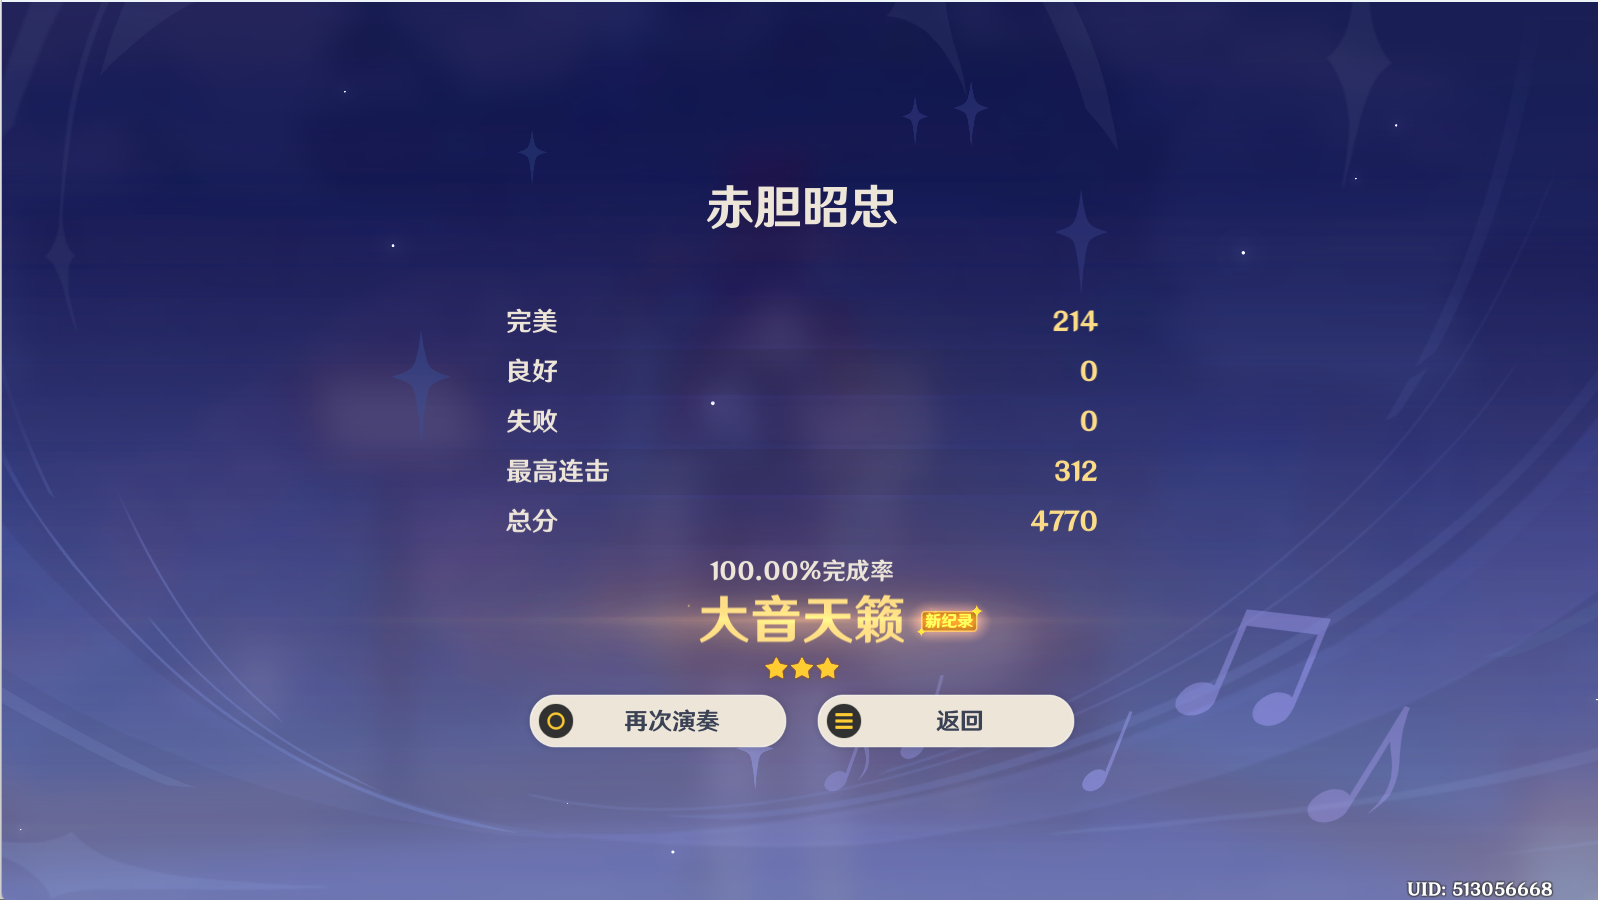 赤胆昭忠
完美 214
良好 0
失败 0
最高连击 312
总分 4770
100.00%完成率
大音天籁 新纪录
再次演奏 返回
UID: 513056668